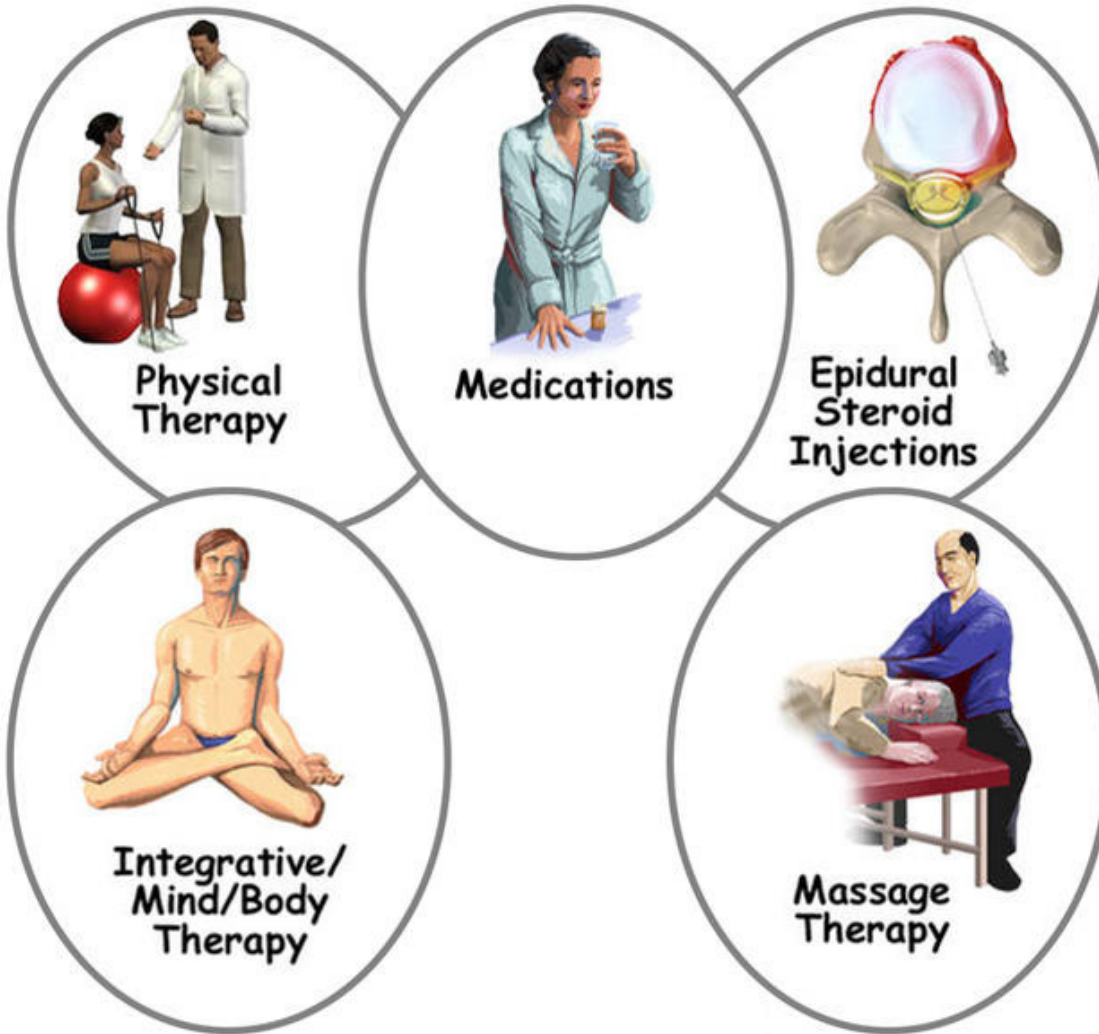 Physical
Therapy
Medications
Epidural
Steroid
Injections
Integrative/
Mind/Body
Therapy
Massage
Therapy